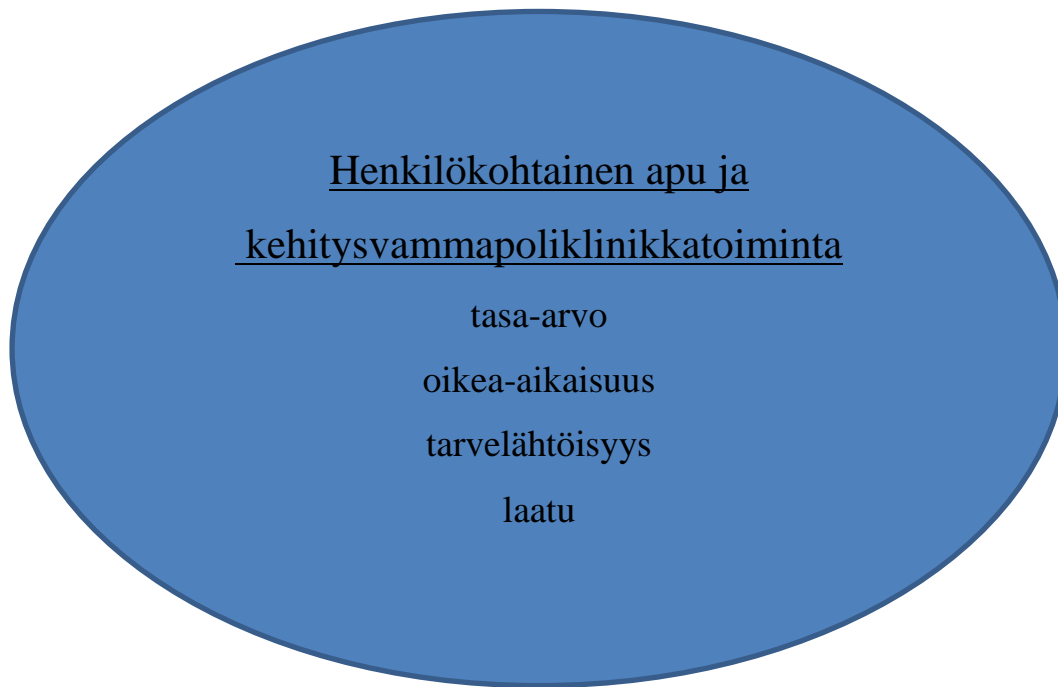 Henkilökohtainen apu ja
kehitysvammapoliklinikkatoiminta
tasa-arvo
oikea-aikaisuus
tarvelähtöisyys
laatu